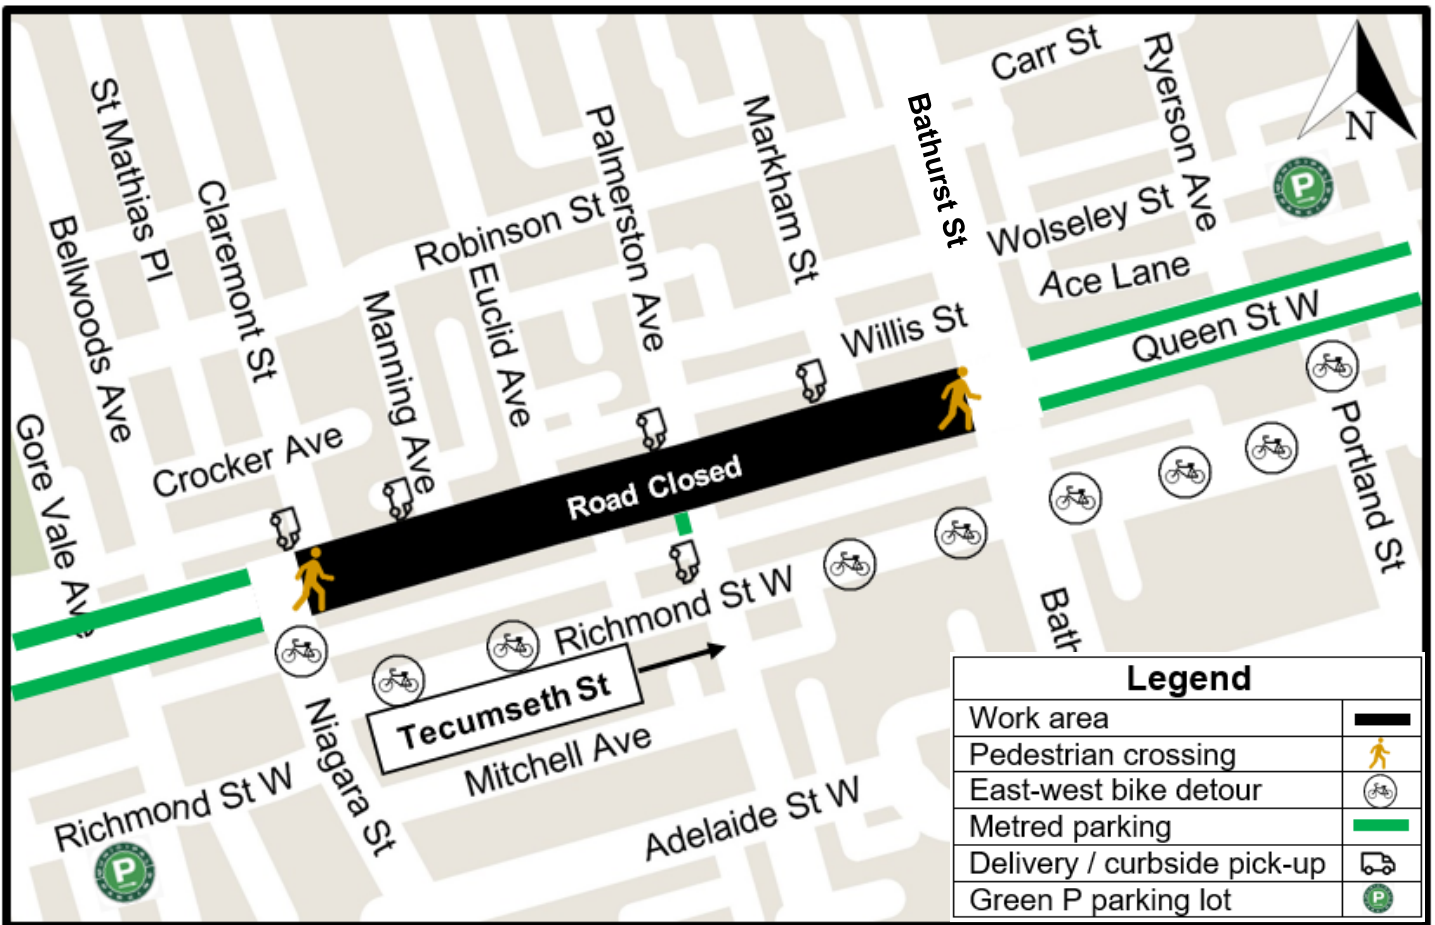 Carr St
Ryerson Ave
N
P
St Mathias Pl
Palmerston Ave
Markham St
Bathurst St
Claremont St
Robinson St
Wolseley St
Bellwoods Ave
Manning Ave
Euclid Ave
Ace Lane
Willis St
Queen St W
Gore Vale Av
Crocker Ave
Road Closed
Portland St
Richmond St W
Bath
Tecumseth St
Niagara St
Mitchell Ave
Richmond St W
Adelaide St W
P
Legend
Work area
Pedestrian crossing
East-west bike detour
Metred parking
Delivery / curbside pick-up
Green P parking lot
P